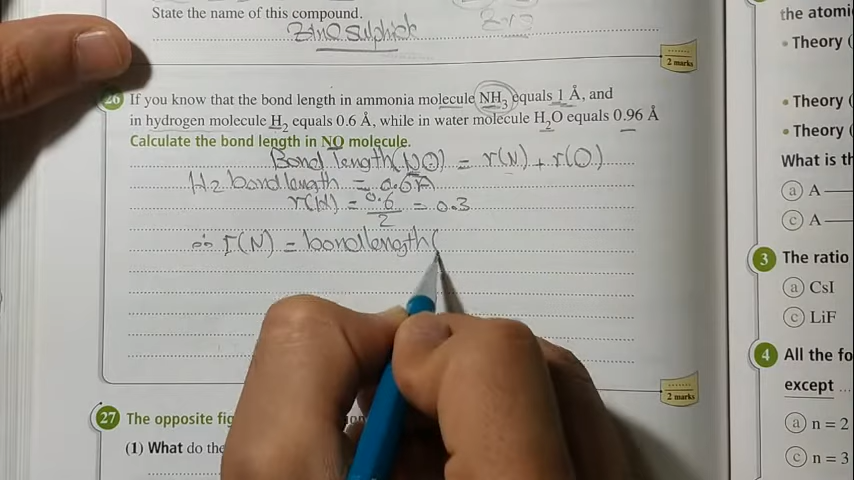 State the name of this compound.
Zinc sulphide
2 marks
26 If you know that the bond length in ammonia molecule NH3 equals 1 Å, and
in hydrogen molecule H2 equals 0.6 Å, while in water molecule H2O equals 0.96 Å
Calculate the bond length in NO molecule.
Bond length (NO) = r(N) + r(O)
H2 bond length = 0.6 Å
r(H) = 0.6/2 = 0.3
∴ r(N) = bond length (
2 marks
27 The opposite fig
(1) What do the
the atomi
• Theory (
• Theory (
• Theory (
What is th
a A
c A
3 The ratio
a CsI
c LiF
4 All the fo
except
a n = 2
c n = 3